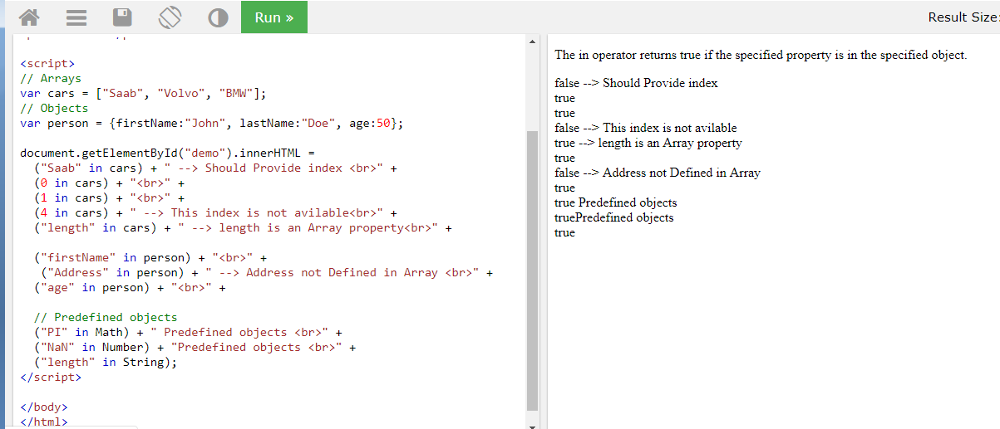 Run »
Result Size:
<script>
// Arrays
var cars = ["Saab", "Volvo", "BMW"];
// Objects
var person = {firstName:"John", lastName:"Doe", age:50};
document.getElementById("demo").innerHTML =
("Saab" in cars) + " --> Should Provide index <br>" +
(0 in cars) + "<br>" +
(1 in cars) + "<br>" +
(4 in cars) + " --> This index is not avilable<br>" +
("length" in cars) + " --> length is an Array property<br>" +
("firstName" in person) + "<br>" +
("Address" in person) + " --> Address not Defined in Array <br>" +
("age" in person) + "<br>" +
// Predefined objects
("PI" in Math) + " Predefined objects <br>" +
("NaN" in Number) + "Predefined objects <br>" +
("length" in String);
</script>
</body>
</html>
The in operator returns true if the specified property is in the specified object.
false --> Should Provide index
true
true
false --> This index is not avilable
true --> length is an Array property
true
false --> Address not Defined in Array
true
true Predefined objects
truePredefined objects
true